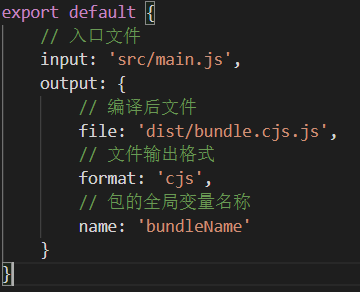 export default {
    // 入口文件
    input: 'src/main.js',
    output: {
        // 编译后文件
        file: 'dist/bundle.cjs.js',
        // 文件输出格式
        format: 'cjs',
        // 包的全局变量名称
        name: 'bundleName'
    }
}